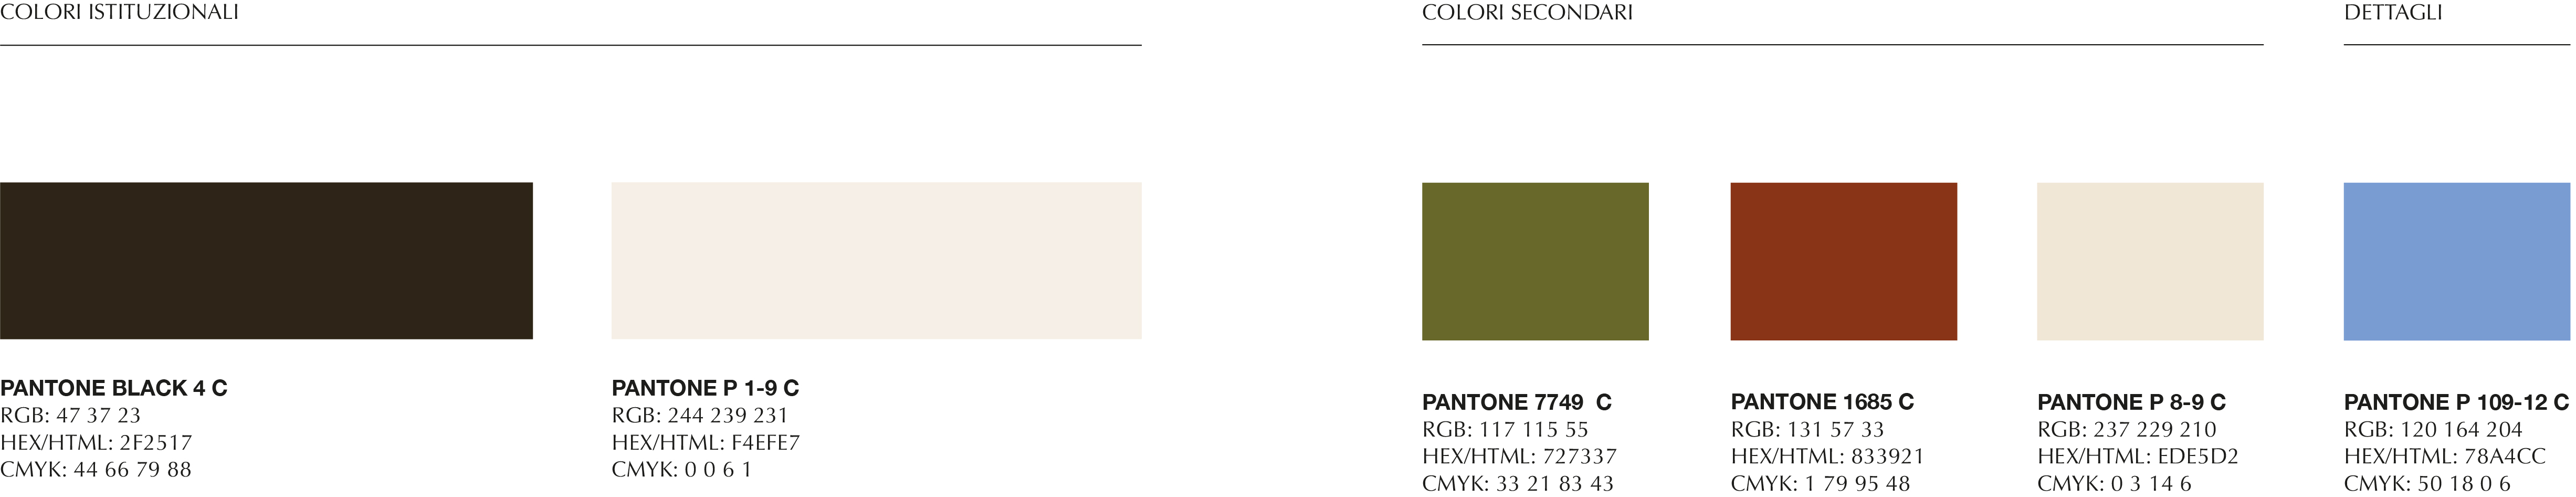 COLORI ISTITUZIONALI
COLORI SECONDARI
DETTAGLI
PANTONE BLACK 4 C
RGB: 47 37 23
HEX/HTML: 2F2517
CMYK: 44 66 79 88
PANTONE P 1-9 C
RGB: 244 239 231
HEX/HTML: F4EFE7
CMYK: 0 0 6 1
PANTONE 7749 C
RGB: 117 115 55
HEX/HTML: 727337
CMYK: 33 21 83 43
PANTONE 1685 C
RGB: 131 57 33
HEX/HTML: 833921
CMYK: 1 79 95 48
PANTONE P 8-9 C
RGB: 237 229 210
HEX/HTML: EDE5D2
CMYK: 0 3 14 6
PANTONE P 109-12 C
RGB: 120 164 204
HEX/HTML: 78A4CC
CMYK: 50 18 0 6